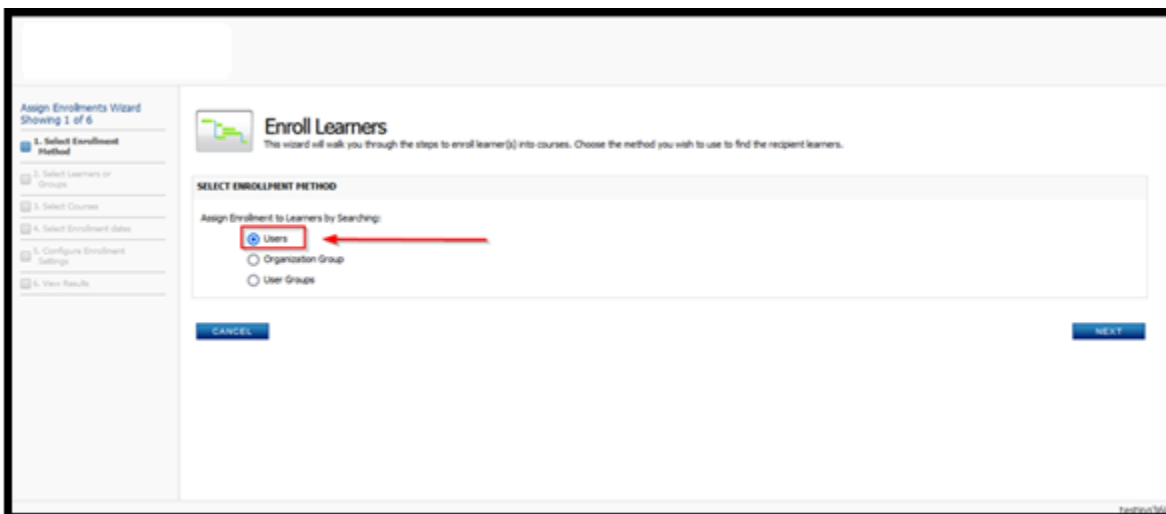 Assign Enrollments Wizard
Showing 1 of 6
1. Select Enrollment
Method
2. Select Learners or
Groups
3. Select Courses
4. Select Enrollment dates
5. Configure Enrollment
Settings
6. View Results
Enroll Learners
This wizard will walk you through the steps to enroll learner(s) into courses. Choose the method you wish to use to find the recipient learners.
SELECT ENROLLMENT METHOD
Assign Enrollment to Learners by Searching:
Users
Organization Group
User Groups
CANCEL
NEXT